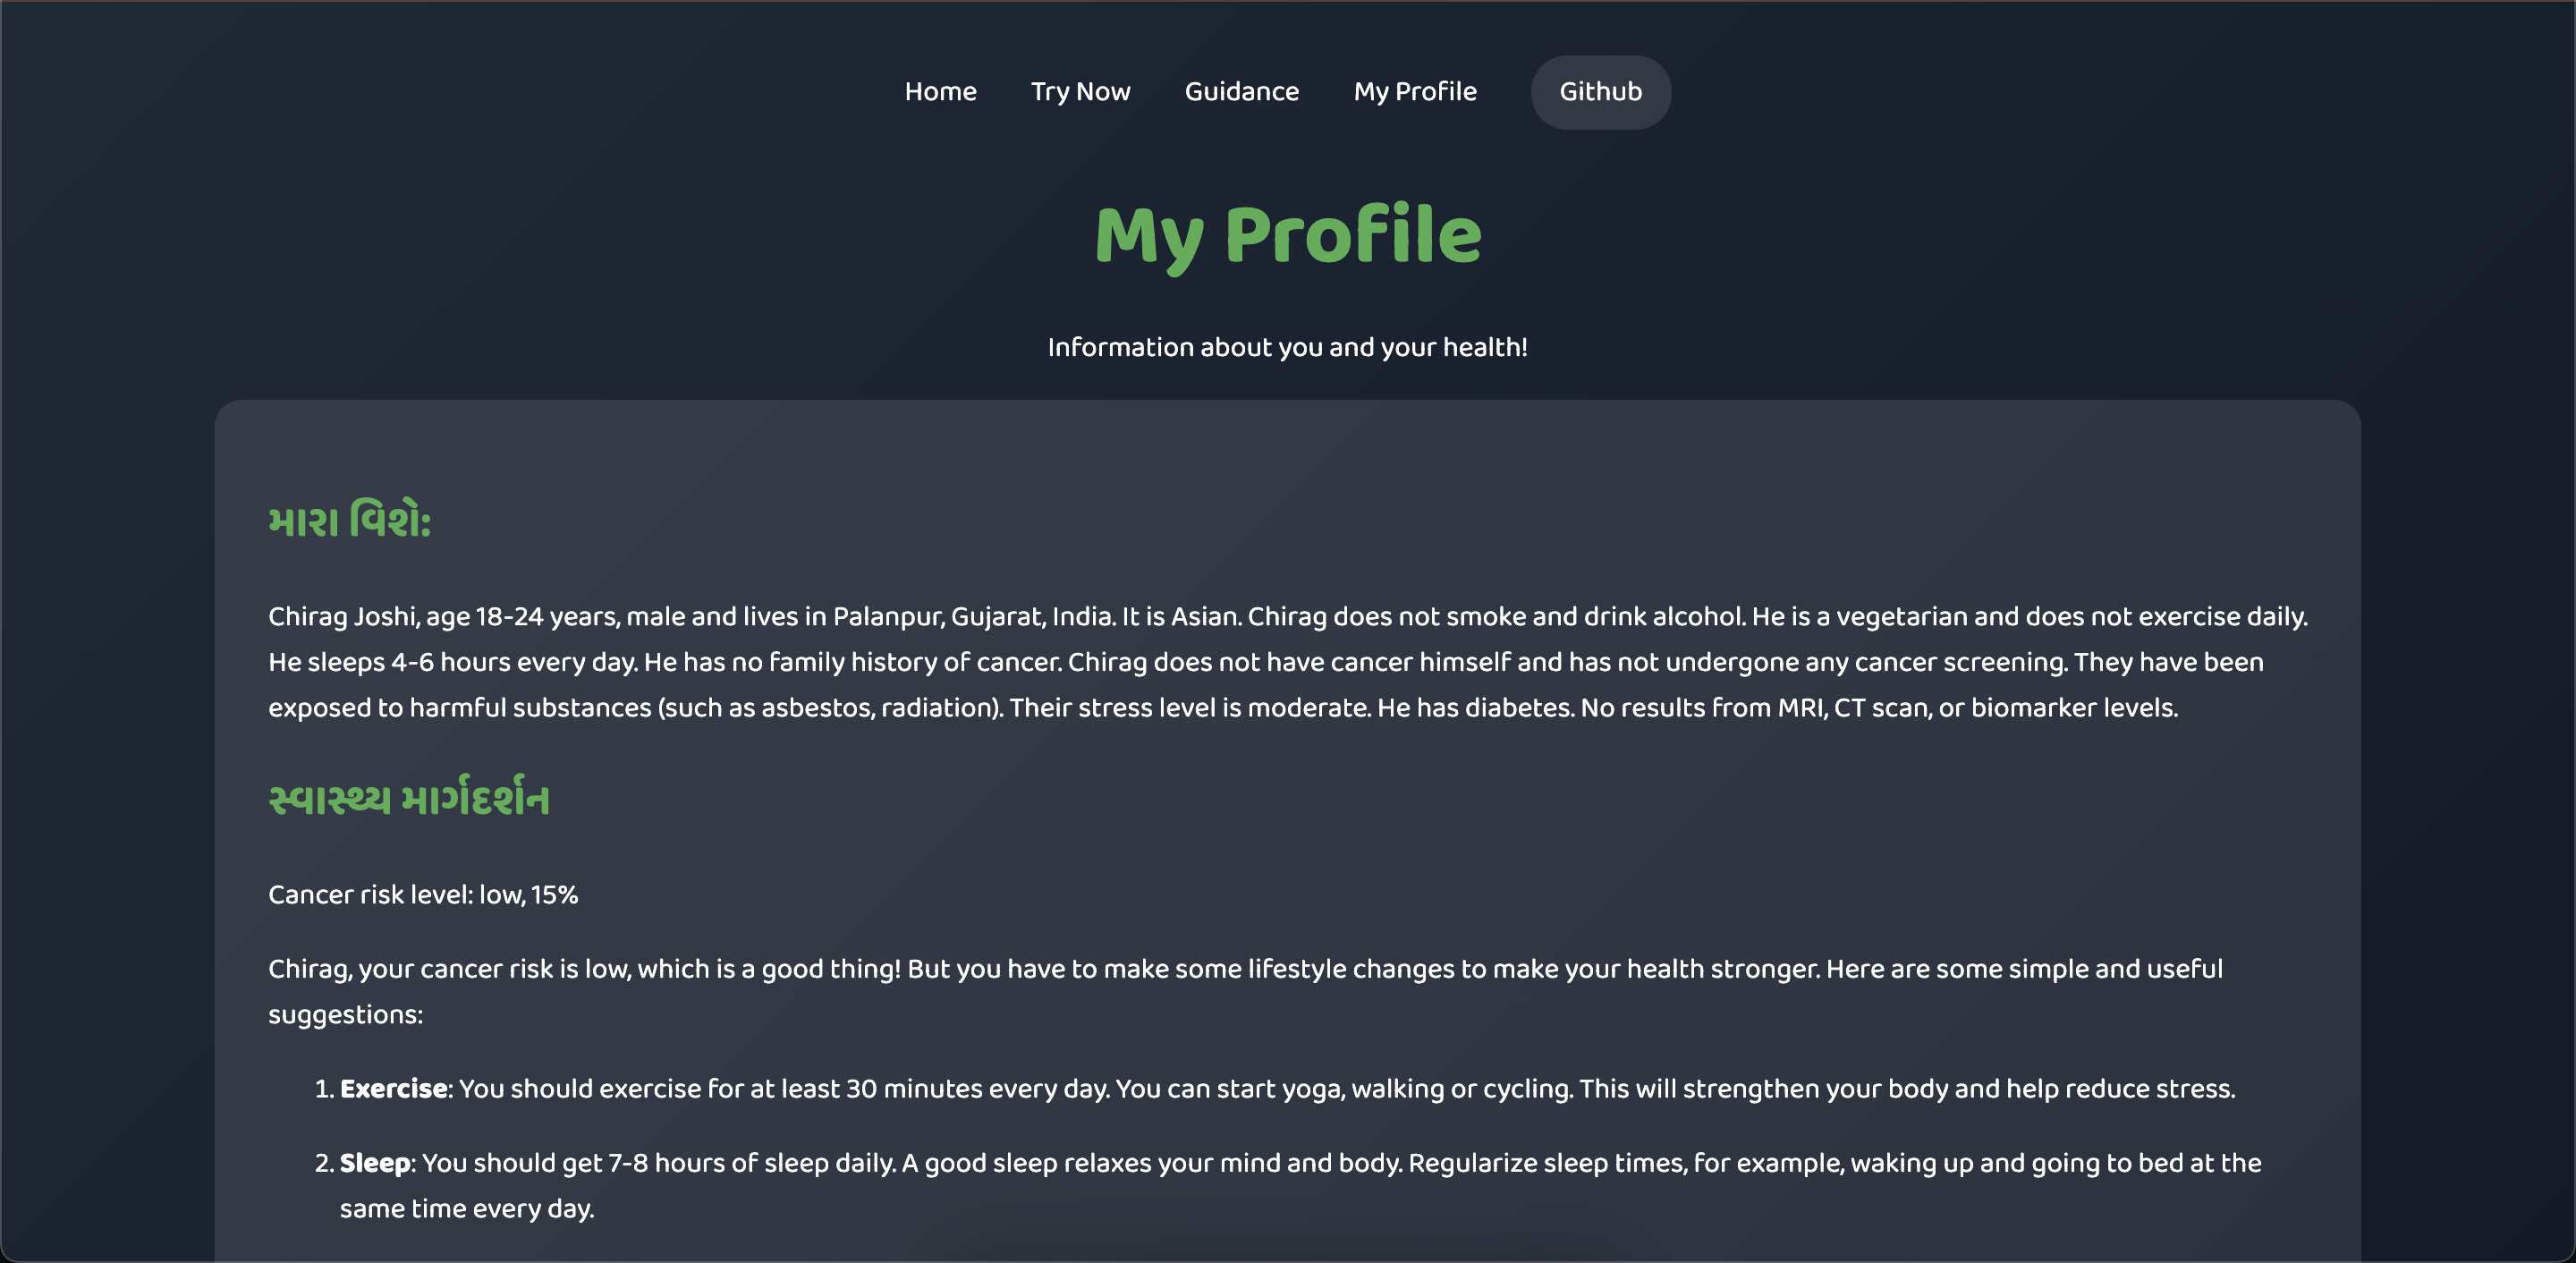 Home Try Now Guidance My Profile Github
My Profile
Information about you and your health!
મારા વિશે:
Chirag Joshi, age 18-24 years, male and lives in Palanpur, Gujarat, India. It is Asian. Chirag does not smoke and drink alcohol. He is a vegetarian and does not exercise daily.
He sleeps 4-6 hours every day. He has no family history of cancer. Chirag does not have cancer himself and has not undergone any cancer screening. They have been
exposed to harmful substances (such as asbestos, radiation). Their stress level is moderate. He has diabetes. No results from MRI, CT scan, or biomarker levels.
સ્વાસ્થ્ય માર્ગદર્શન
Cancer risk level: low, 15%
Chirag, your cancer risk is low, which is a good thing! But you have to make some lifestyle changes to make your health stronger. Here are some simple and useful
suggestions:
1. Exercise: You should exercise for at least 30 minutes every day. You can start yoga, walking or cycling. This will strengthen your body and help reduce stress.
2. Sleep: You should get 7-8 hours of sleep daily. A good sleep relaxes your mind and body. Regularize sleep times, for example, waking up and going to bed at the
same time every day.